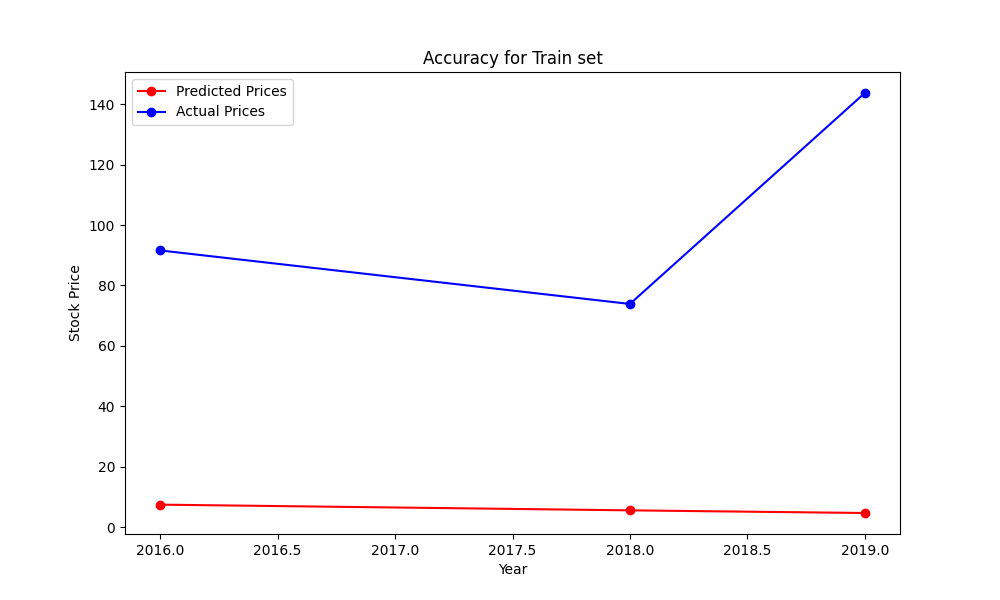 Accuracy for Train set
Predicted Prices
Actual Prices
140
120
100
80
60
40
20
0
Stock Price
2016.0 2016.5 2017.0 2017.5 2018.0 2018.5 2019.0
Year